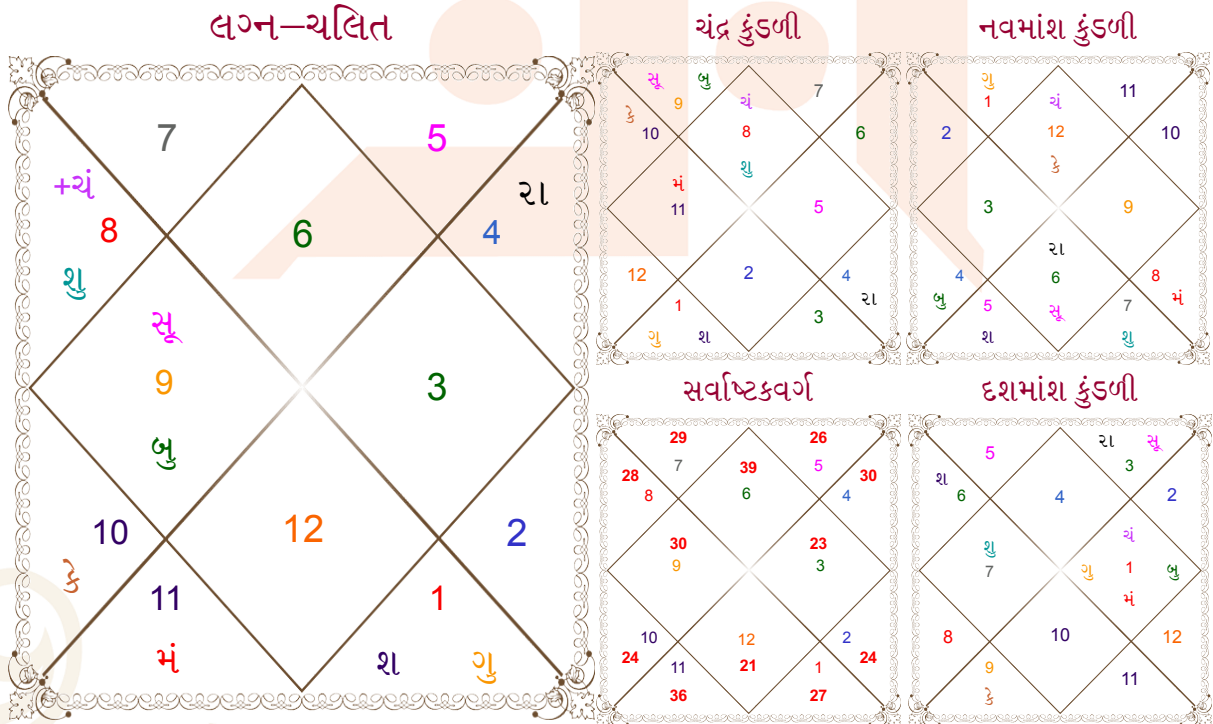 લગ્ન–ચલિત
7
5
+ચં
રા
8
6
4
શુ
સૂ
9
3
બુ
10
12
2
કે
11
1
મં
શ
ગુ
ચંદ્ર કુંડળી
સૂ
બુ
7
9
ચં
કે
10
8
6
શુ
મં
11
5
12
2
4
1
રા
3
ગુ
શ
નવમાંશ કુંડળી
ગુ
11
1
ચં
2
12
10
કે
3
9
રા
4
6
8
બુ
5
સૂ
7
મં
શ
શુ
સર્વાષ્ટકવર્ગ
29
26
7
39
5
28
30
8
6
4
30
23
9
3
10
12
2
24
11
21
1
24
36
27
દશમાંશ કુંડળી
રા
સૂ
5
3
શ
6
4
2
ચં
શુ
7
ગુ
1
બુ
મં
8
10
12
9
11
કે